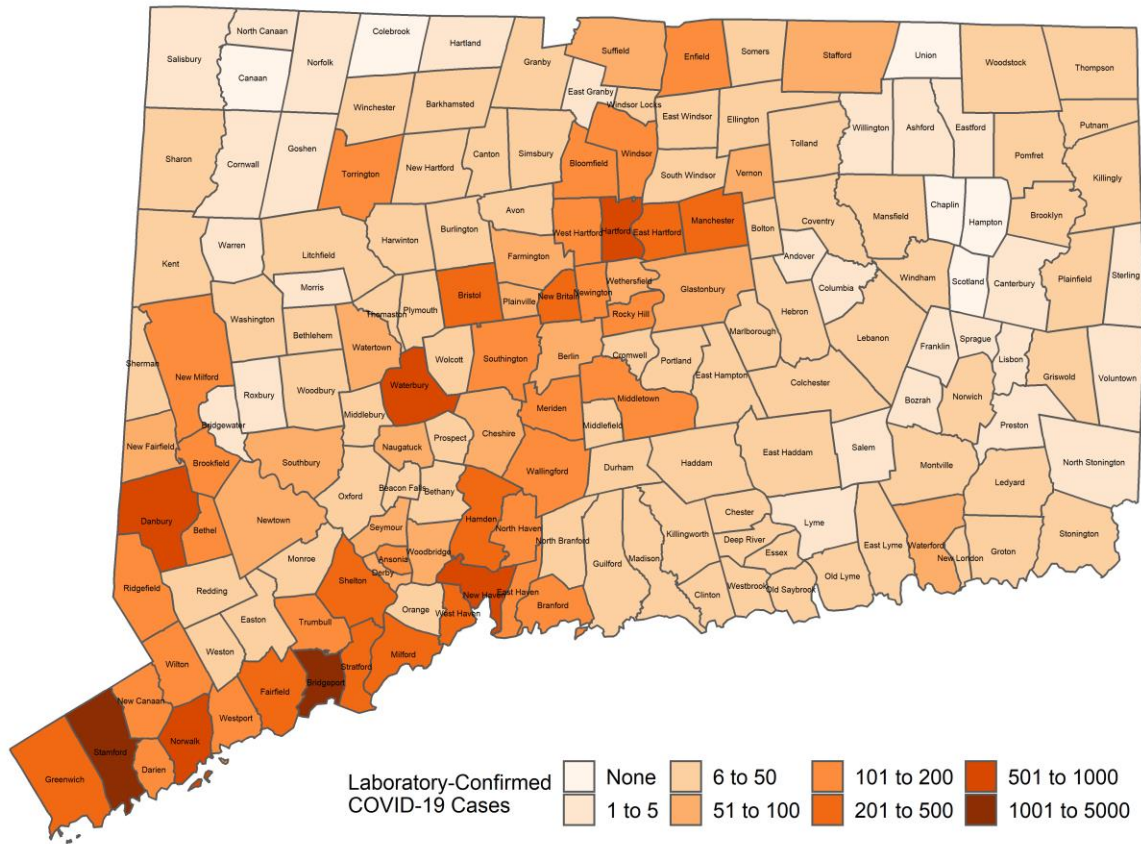 North Canaan
Colebrook
Hartland
Salisbury
Canaan
Norfolk
Granby
Suffield
Enfield
Somers
Stafford
Union
Woodstock
Thompson
East Granby
Windsor Locks
Winchester
Barkhamsted
East Windsor
Ellington
Willington
Ashford
Eastford
Putnam
Sharon
Cornwall
Goshen
Torrington
New Hartford
Canton
Simsbury
Bloomfield
Windsor
South Windsor
Vernon
Tolland
Pomfret
Killingly
Kent
Warren
Litchfield
Harwinton
Burlington
Avon
West Hartford
Hartford
East Hartford
Manchester
Bolton
Coventry
Mansfield
Chaplin
Hampton
Brooklyn
Farmington
Andover
Morris
Bristol
Plainville
New Britain
Newington
Wethersfield
Glastonbury
Columbia
Windham
Scotland
Canterbury
Plainfield
Sterling
Washington
Bethlehem
Thomaston
Plymouth
Rocky Hill
Hebron
Marlborough
Lebanon
Franklin
Sprague
Lisbon
Griswold
Voluntown
Sherman
New Milford
Watertown
Wolcott
Southington
Berlin
Cromwell
Portland
East Hampton
Colchester
Roxbury
Woodbury
Waterbury
Bridgewater
Middlebury
Meriden
Middletown
Middlefield
Bozrah
Norwich
Preston
New Fairfield
Brookfield
Southbury
Naugatuck
Prospect
Cheshire
Wallingford
Durham
Haddam
East Haddam
Salem
Montville
North Stonington
Danbury
Bethel
Newtown
Oxford
Beacon Falls
Bethany
Hamden
North Haven
Ledyard
Seymour
Woodbridge
Ansonia
Derby
North Branford
Guilford
Madison
Killingworth
Chester
Deep River
Essex
Lyme
East Lyme
Waterford
New London
Groton
Stonington
Ridgefield
Redding
Monroe
Shelton
Orange
New Haven
East Haven
Branford
Clinton
Westbrook
Old Saybrook
Old Lyme
Easton
Trumbull
West Haven
Weston
Wilton
Fairfield
Bridgeport
Stratford
Milford
New Canaan
Westport
Norwalk
Stamford
Darien
Greenwich
Laboratory-Confirmed
COVID-19 Cases
None
1 to 5
6 to 50
51 to 100
101 to 200
201 to 500
501 to 1000
1001 to 5000